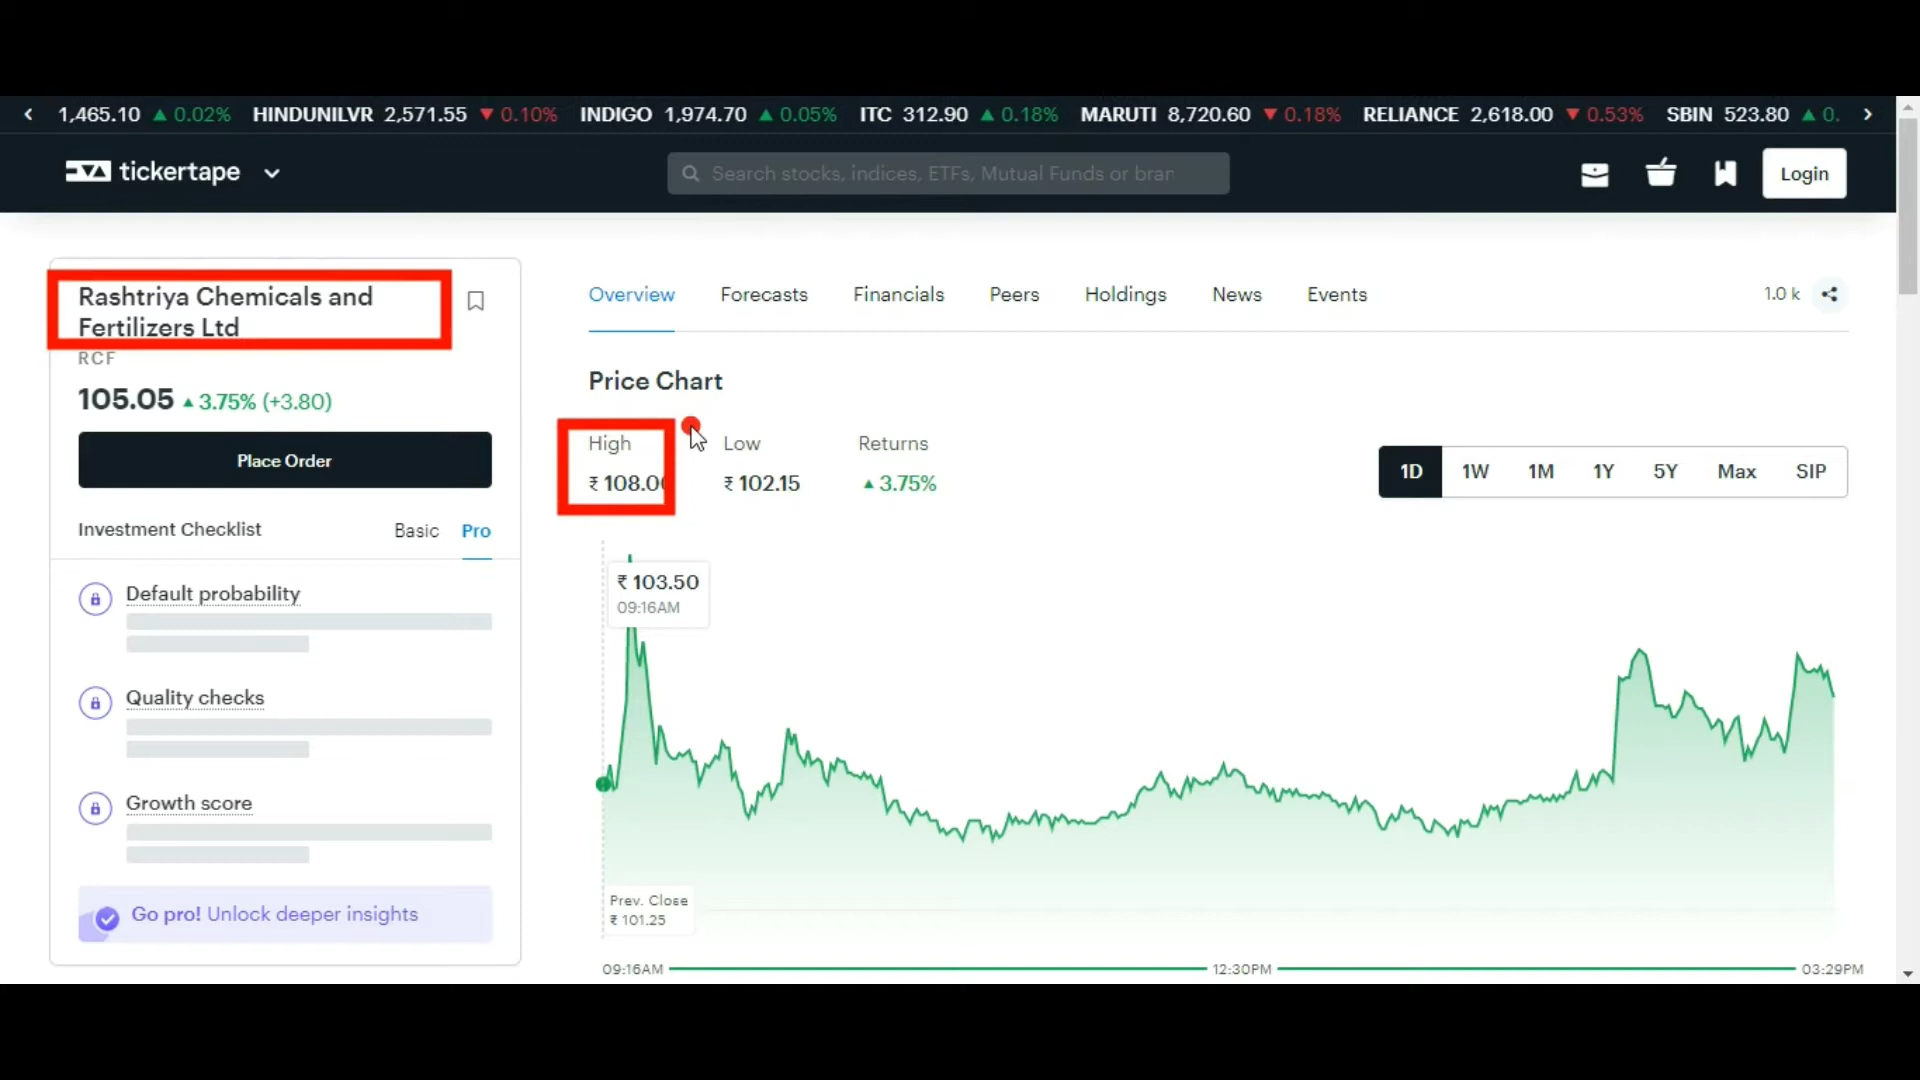 1,465.10 ▲ 0.02% HINDUNILVR 2,571.55 ▼ 0.10% INDIGO 1,974.70 ▲ 0.05% ITC 312.90 ▲ 0.18% MARUTI 8,720.60 ▼ 0.18% RELIANCE 2,618.00 ▼ 0.53% SBIN 523.80 ▲ 0.
tickertape
Search stocks, indices, ETFs, Mutual Funds or bran
Login
Rashtriya Chemicals and
Fertilizers Ltd
RCF
105.05 ▲ 3.75% (+3.80)
Place Order
Investment Checklist Basic Pro
Default probability
Quality checks
Growth score
Go pro! Unlock deeper insights
Overview Forecasts Financials Peers Holdings News Events 1.0 k
Price Chart
High Low Returns
₹ 108.00 ₹ 102.15 ▲ 3.75%
1D 1W 1M 1Y 5Y Max SIP
₹ 103.50
09:16AM
Prev. Close
₹ 101.25
09:16AM 12:30PM 03:29PM